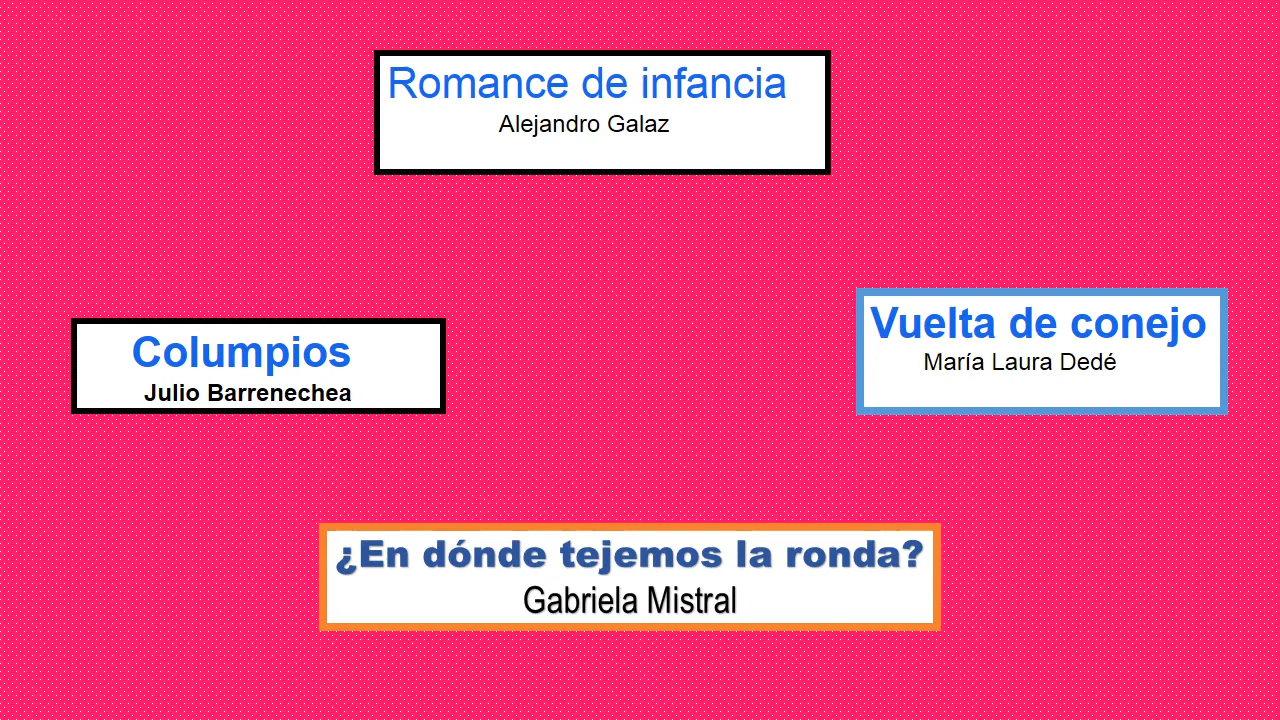 Romance de infancia
Alejandro Galaz
Columpios
Julio Barrenechea
Vuelta de conejo
María Laura Dedé
¿En dónde tejemos la ronda?
Gabriela Mistral